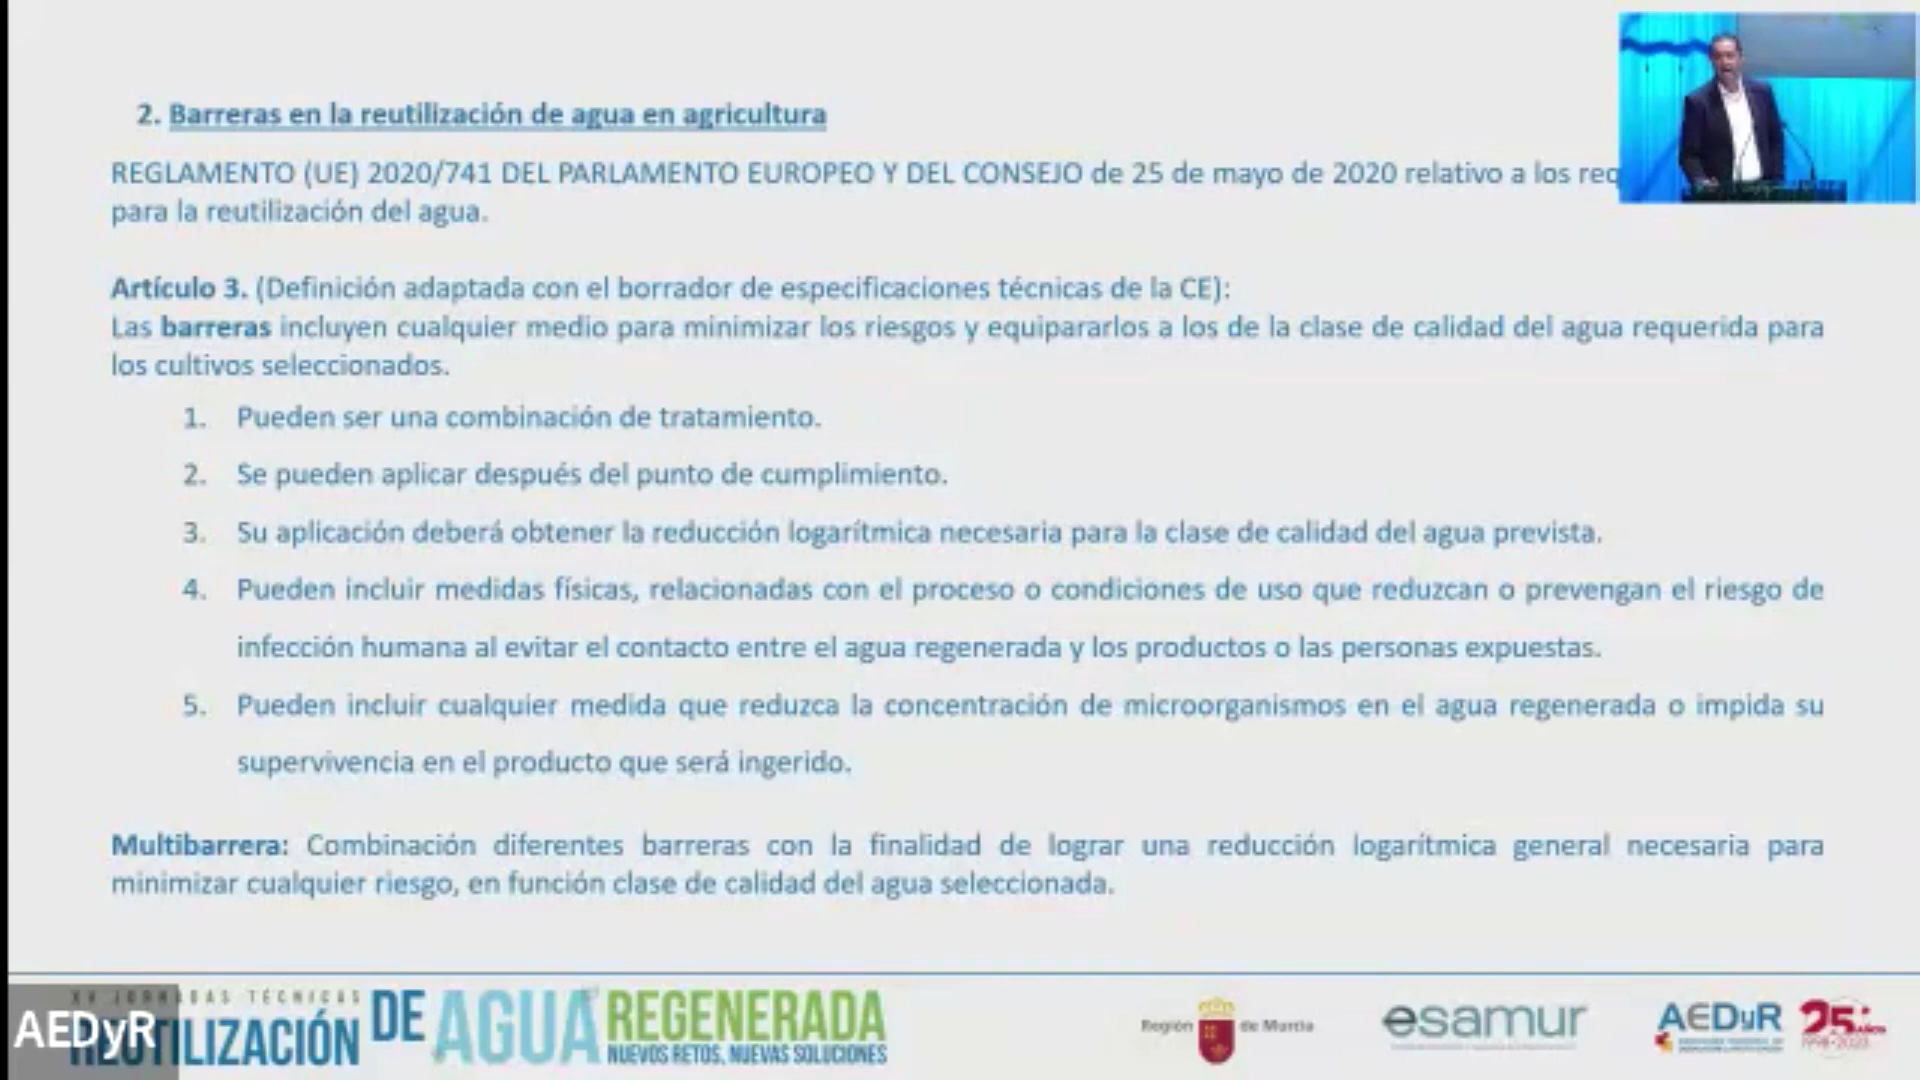 2. Barreras en la reutilización de agua en agricultura
REGLAMENTO (UE) 2020/741 DEL PARLAMENTO EUROPEO Y DEL CONSEJO de 25 de mayo de 2020 relativo a los req
para la reutilización del agua.
Artículo 3. (Definición adaptada con el borrador de especificaciones técnicas de la CE):
Las barreras incluyen cualquier medio para minimizar los riesgos y equipararlos a los de la clase de calidad del agua requerida para
los cultivos seleccionados.
1. Pueden ser una combinación de tratamiento.
2. Se pueden aplicar después del punto de cumplimiento.
3. Su aplicación deberá obtener la reducción logarítmica necesaria para la clase de calidad del agua prevista.
4. Pueden incluir medidas físicas, relacionadas con el proceso o condiciones de uso que reduzcan o prevengan el riesgo de
infección humana al evitar el contacto entre el agua regenerada y los productos o las personas expuestas.
5. Pueden incluir cualquier medida que reduzca la concentración de microorganismos en el agua regenerada o impida su
supervivencia en el producto que será ingerido.
Multibarrera: Combinación diferentes barreras con la finalidad de lograr una reducción logarítmica general necesaria para
minimizar cualquier riesgo, en función clase de calidad del agua seleccionada.
JORNADAS TÉCNICAS
REUTILIZACIÓN DE AGUA REGENERADA
NUEVOS RETOS, NUEVAS SOLUCIONES
AEDyR
Región de Murcia
esamur
AEDyR
25 AÑOS
1998-2023